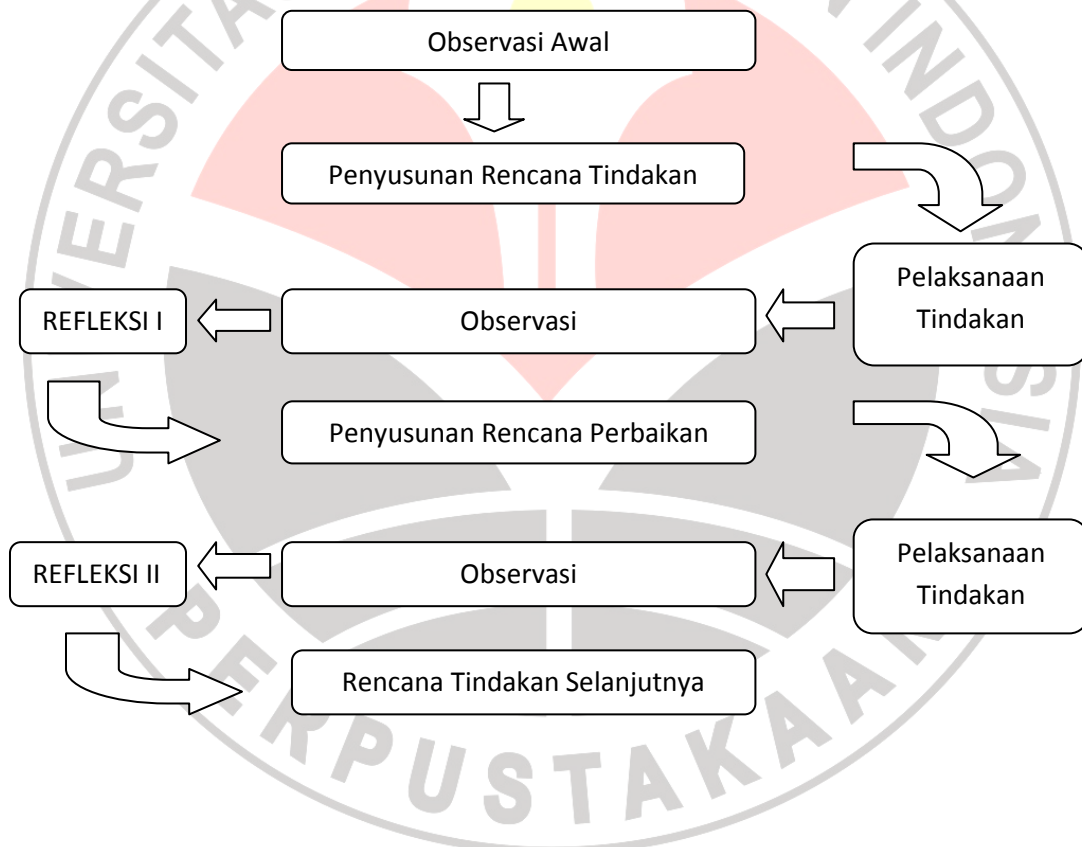 Observasi Awal
Penyusunan Rencana Tindakan
Pelaksanaan
Tindakan
Observasi
REFLEKSI I
Penyusunan Rencana Perbaikan
Pelaksanaan
Tindakan
Observasi
REFLEKSI II
Rencana Tindakan Selanjutnya
PERPUSTAKAAN